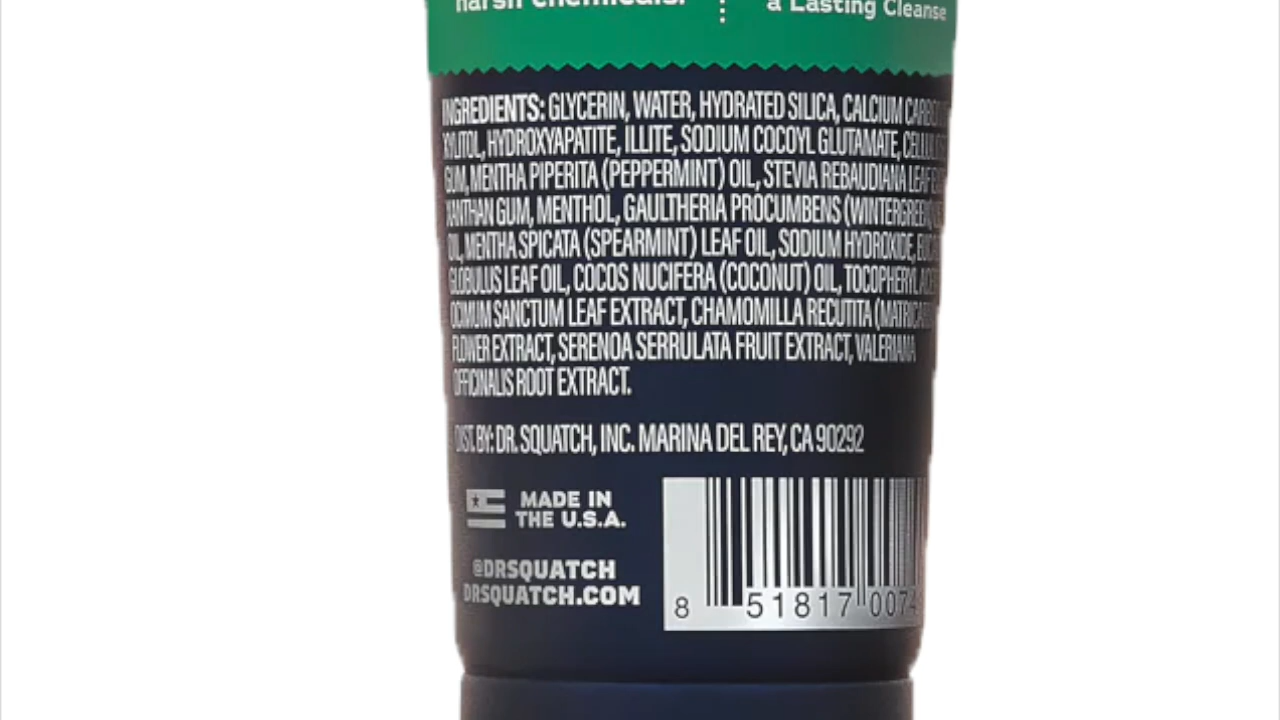 harsh chemicals.
a Lasting Cleanse
INGREDIENTS: GLYCERIN, WATER, HYDRATED SILICA, CALCIUM
XYLITOL, HYDROXYAPATITE, ILLITE, SODIUM COCOYL GLUTAMATE,
GUM, MENTHA PIPERITA (PEPPERMINT) OIL, STEVIA REBAUDIANA LEAF
XANTHAN GUM, MENTHOL, GAULTHERIA PROCUMBENS (WINTERGREEN)
OIL, MENTHA SPICATA (SPEARMINT) LEAF OIL, SODIUM HYDROXIDE,
GLOBULUS LEAF OIL, COCOS NUCIFERA (COCONUT) OIL, TOCOPHERYL
OCIMUM SANCTUM LEAF EXTRACT, CHAMOMILLA RECUTITA
FLOWER EXTRACT, SERENOA SERRULATA FRUIT EXTRACT, VALERIANA
OFFICINALIS ROOT EXTRACT.
DIST. BY: DR. SQUATCH, INC. MARINA DEL REY, CA 90292
MADE IN
THE U.S.A.
@DRSQUATCH
DRSQUATCH.COM
8 51817 007